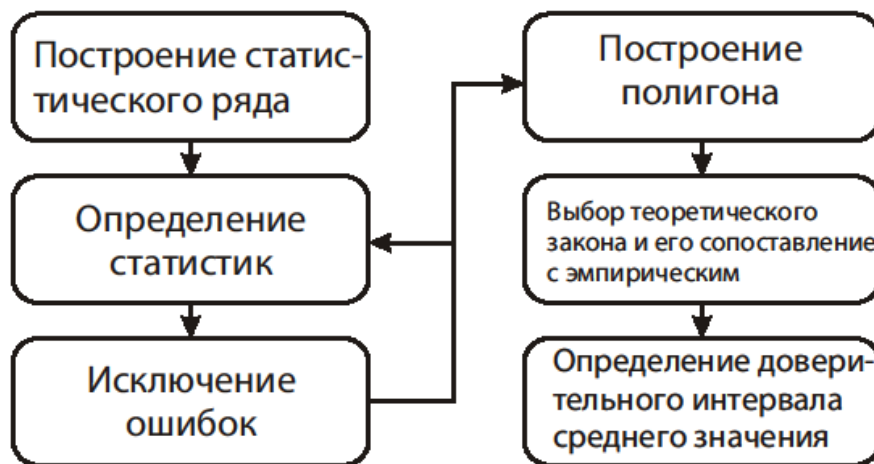 Построение статис-
тического ряда
Определение
статистик
Исключение
ошибок
Построение
полигона
Выбор теоретического
закона и его сопоставление
с эмпирическим
Определение довери-
тельного интервала
среднего значения